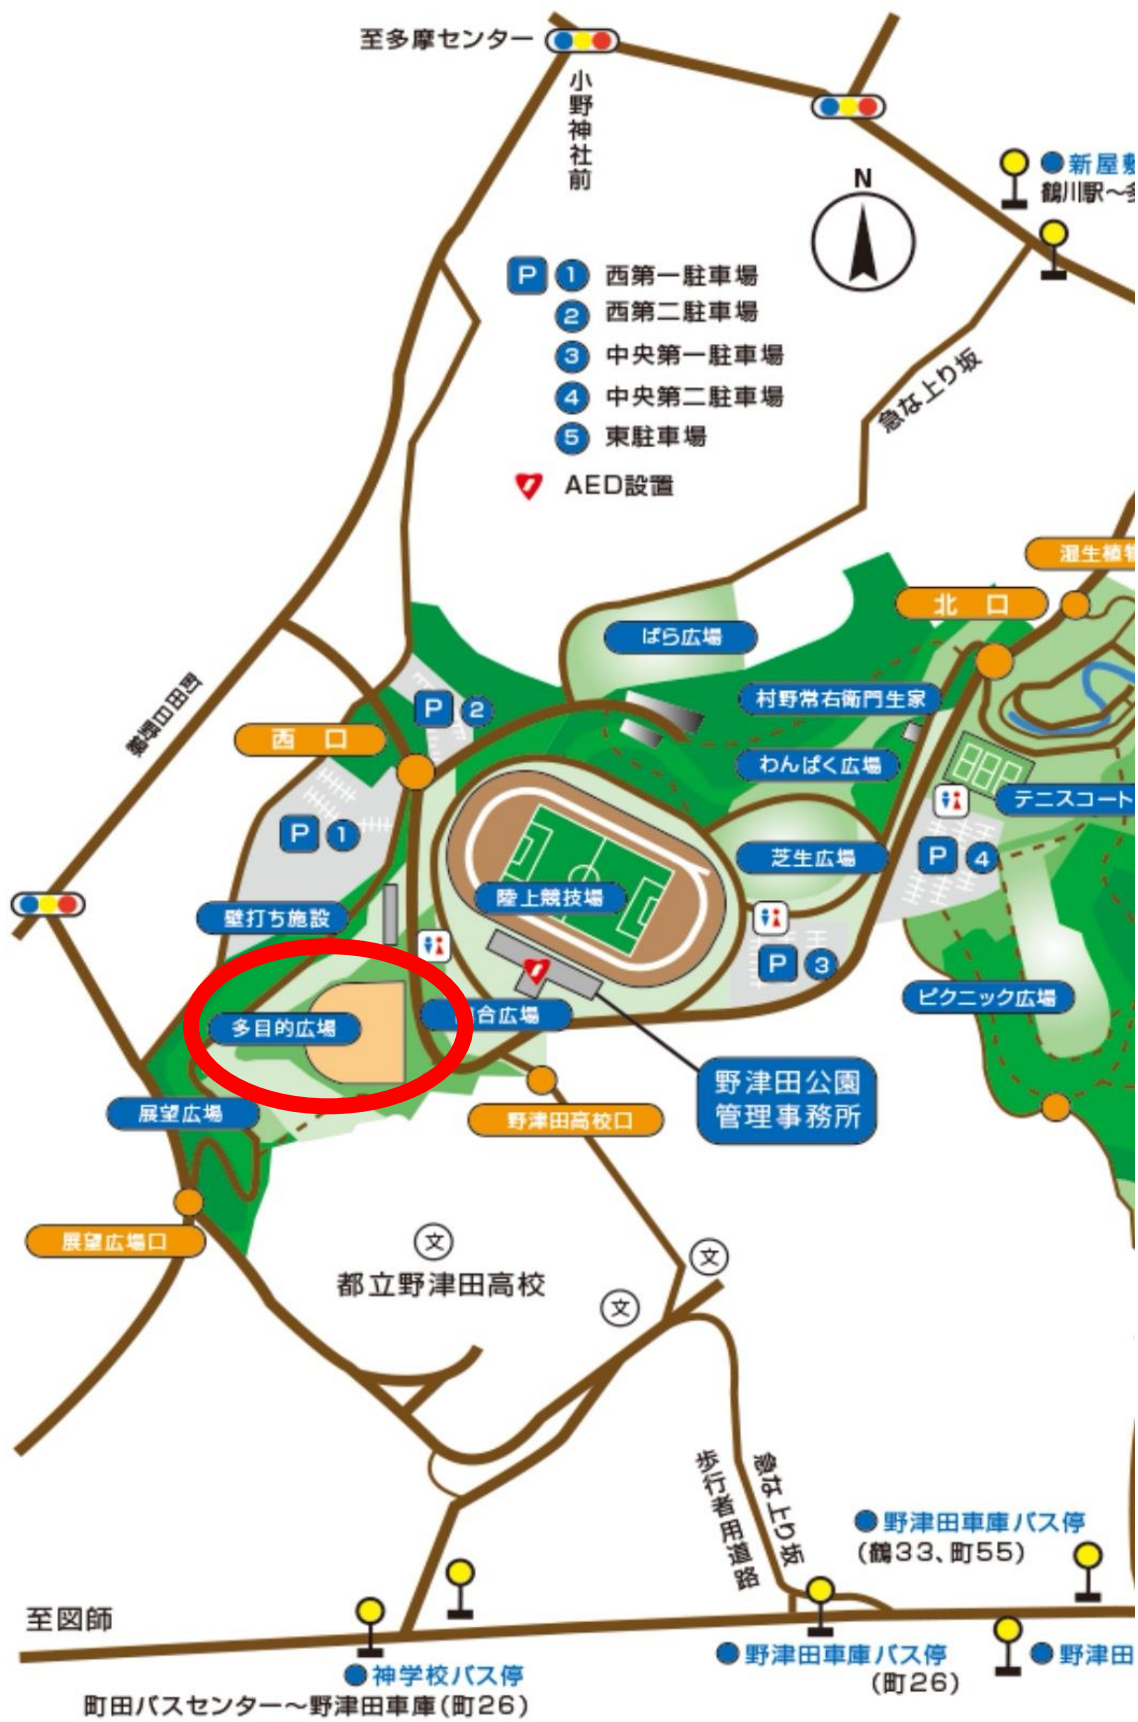 至多摩センター
小野神社前
N
新屋敷
鶴川駅〜多
P 1 西第一駐車場
2 西第二駐車場
3 中央第一駐車場
4 中央第二駐車場
5 東駐車場
AED設置
急な上り坂
湿生植物
北口
ばら広場
町田日野線
P 2
村野常右衛門生家
西口
わんぱく広場
テニスコート
P 1
芝生広場
P 4
陸上競技場
壁打ち施設
P 3
ピクニック広場
多目的広場
合広場
野津田公園
管理事務所
展望広場
野津田高校口
展望広場口
文
都立野津田高校
文
文
歩行者用道路
急な上り坂
野津田車庫バス停
(鶴33、町55)
至図師
野津田車庫バス停
(町26)
野津田
神学校バス停
町田バスセンター〜野津田車庫(町26)